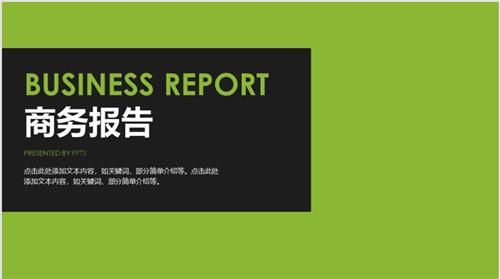 BUSINESS REPORT
商务报告
PRESENTED BY PPTS
点击此处添加文本内容，如关键词、部分简单介绍等。点击此处
添加文本内容，如关键词、部分简单介绍等。